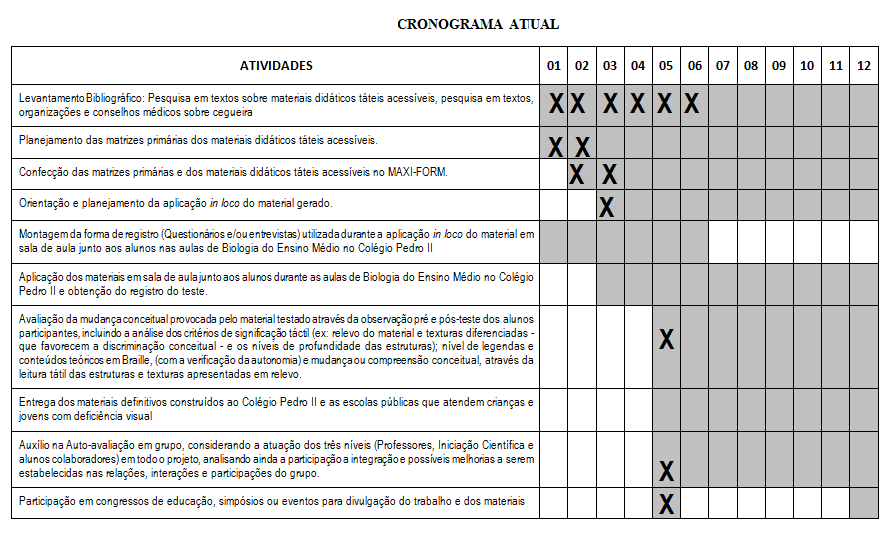 CRONOGRAMA ATUAL
ATIVIDADES 01 02 03 04 05 06 07 08 09 10 11 12
Levantamento Bibliográfico: Pesquisa em textos sobre materiais didáticos táteis acessíveis, pesquisa em textos,
organizações e conselhos médicos sobre cegueira
X X X X X X
Planejamento das matrizes primárias dos materiais didáticos táteis acessíveis.
X X
Confecção das matrizes primárias e dos materiais didáticos táteis acessíveis no MAXI-FORM.
X X
Orientação e planejamento da aplicação in loco do material gerado.
X
Montagem da forma de registro (Questionários e/ou entrevistas) utilizada durante a aplicação in loco do material em
sala de aula junto aos alunos nas aulas de Biologia do Ensino Médio no Colégio Pedro II
Aplicação dos materiais em sala de aula junto aos alunos durante as aulas de Biologia do Ensino Médio no Colégio
Pedro II e obtenção do registro do teste.
Avaliação da mudança conceitual provocada pelo material testado através da observação pré e pós-teste dos alunos
participantes, incluindo a análise dos critérios de significação táctil (ex: relevo do material e texturas diferenciadas -
que favorecem a discriminação conceitual - e os níveis de profundidade das estruturas); nível de legendas e
conteúdos teóricos em Braille, (com a verificação da autonomia) e mudança ou compreensão conceitual, através da
leitura tátil das estruturas e texturas apresentadas em relevo.
X
Entrega dos materiais definitivos construídos ao Colégio Pedro II e as escolas públicas que atendem crianças e
jovens com deficiência visual
Auxílio na Auto-avaliação em grupo, considerando a atuação dos três níveis (Professores, Iniciação Científica e
alunos colaboradores) em todo o projeto, analisando ainda a participação a integração e possíveis melhorias a serem
estabelecidas nas relações, interações e participações do grupo.
X
Participação em congressos de educação, simpósios ou eventos para divulgação do trabalho e dos materiais
X